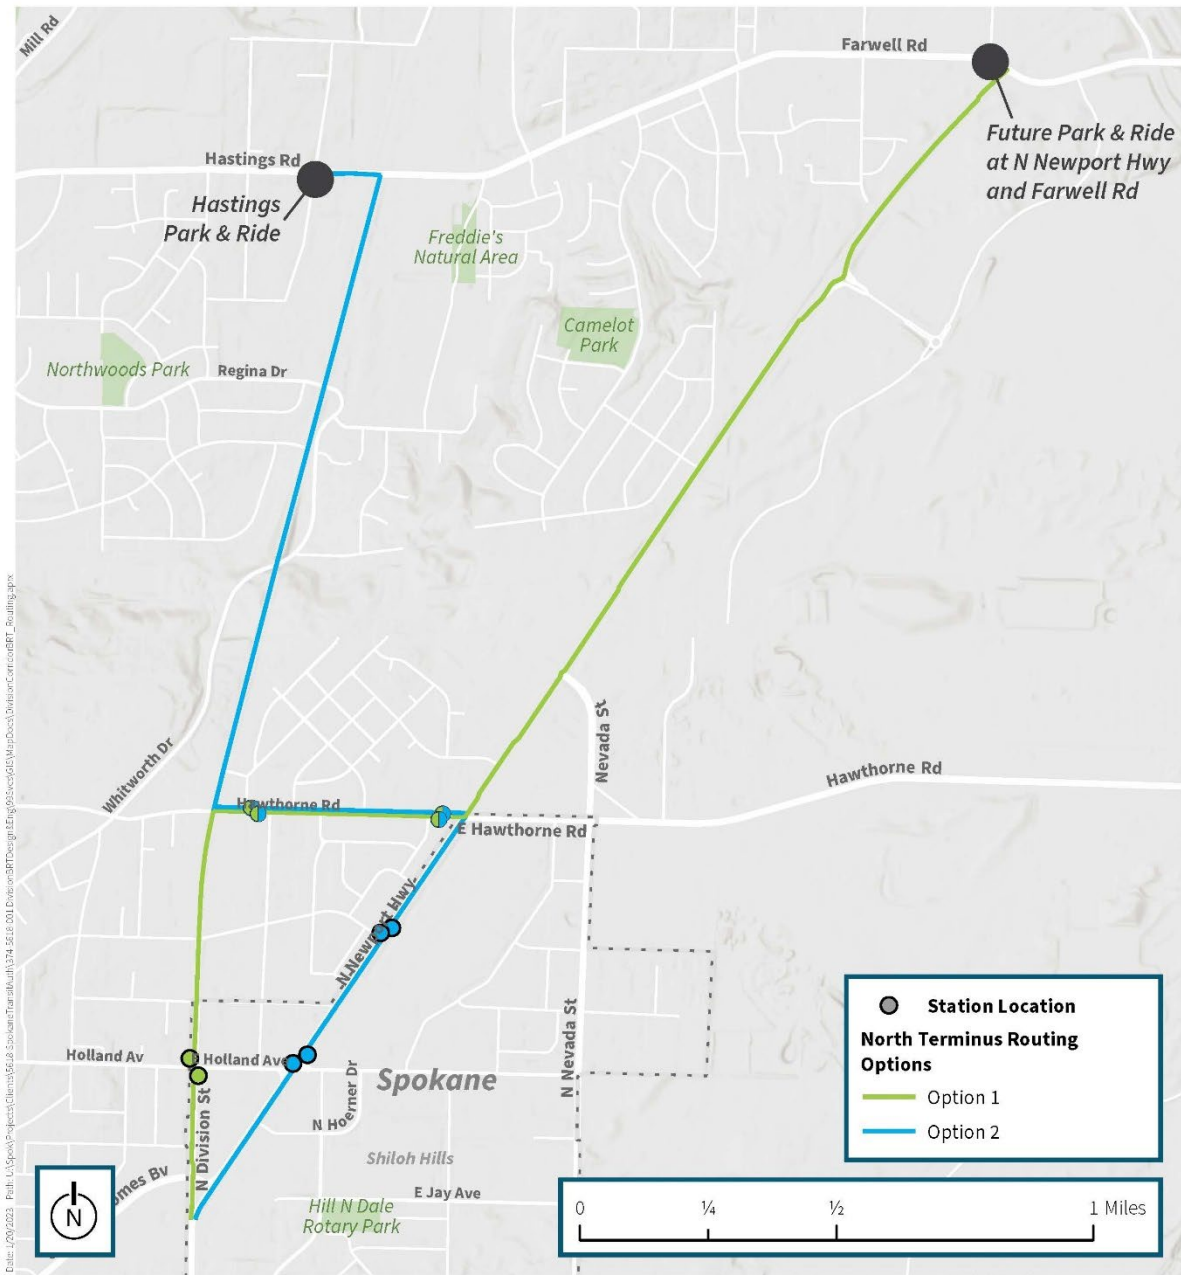 Mill Rd
Farwell Rd
Future Park & Ride
at N Newport Hwy
and Farwell Rd
Hastings Rd
Hastings
Park & Ride
Freddie's
Natural Area
Camelot
Park
Northwoods Park
Regina Dr
Whitworth Dr
Nevada St
Hawthorne Rd
Hawthorne Rd
E Hawthorne Rd
N Newport Hwy
Holland Av
Holland Ave
Spokane
N Hoerner Dr
N Division St
N Nevada St
Shiloh Hills
E Jay Ave
Hill N Dale
Rotary Park
omes Bv
N
Station Location
North Terminus Routing
Options
Option 1
Option 2
0 ¼ ½ 1 Miles